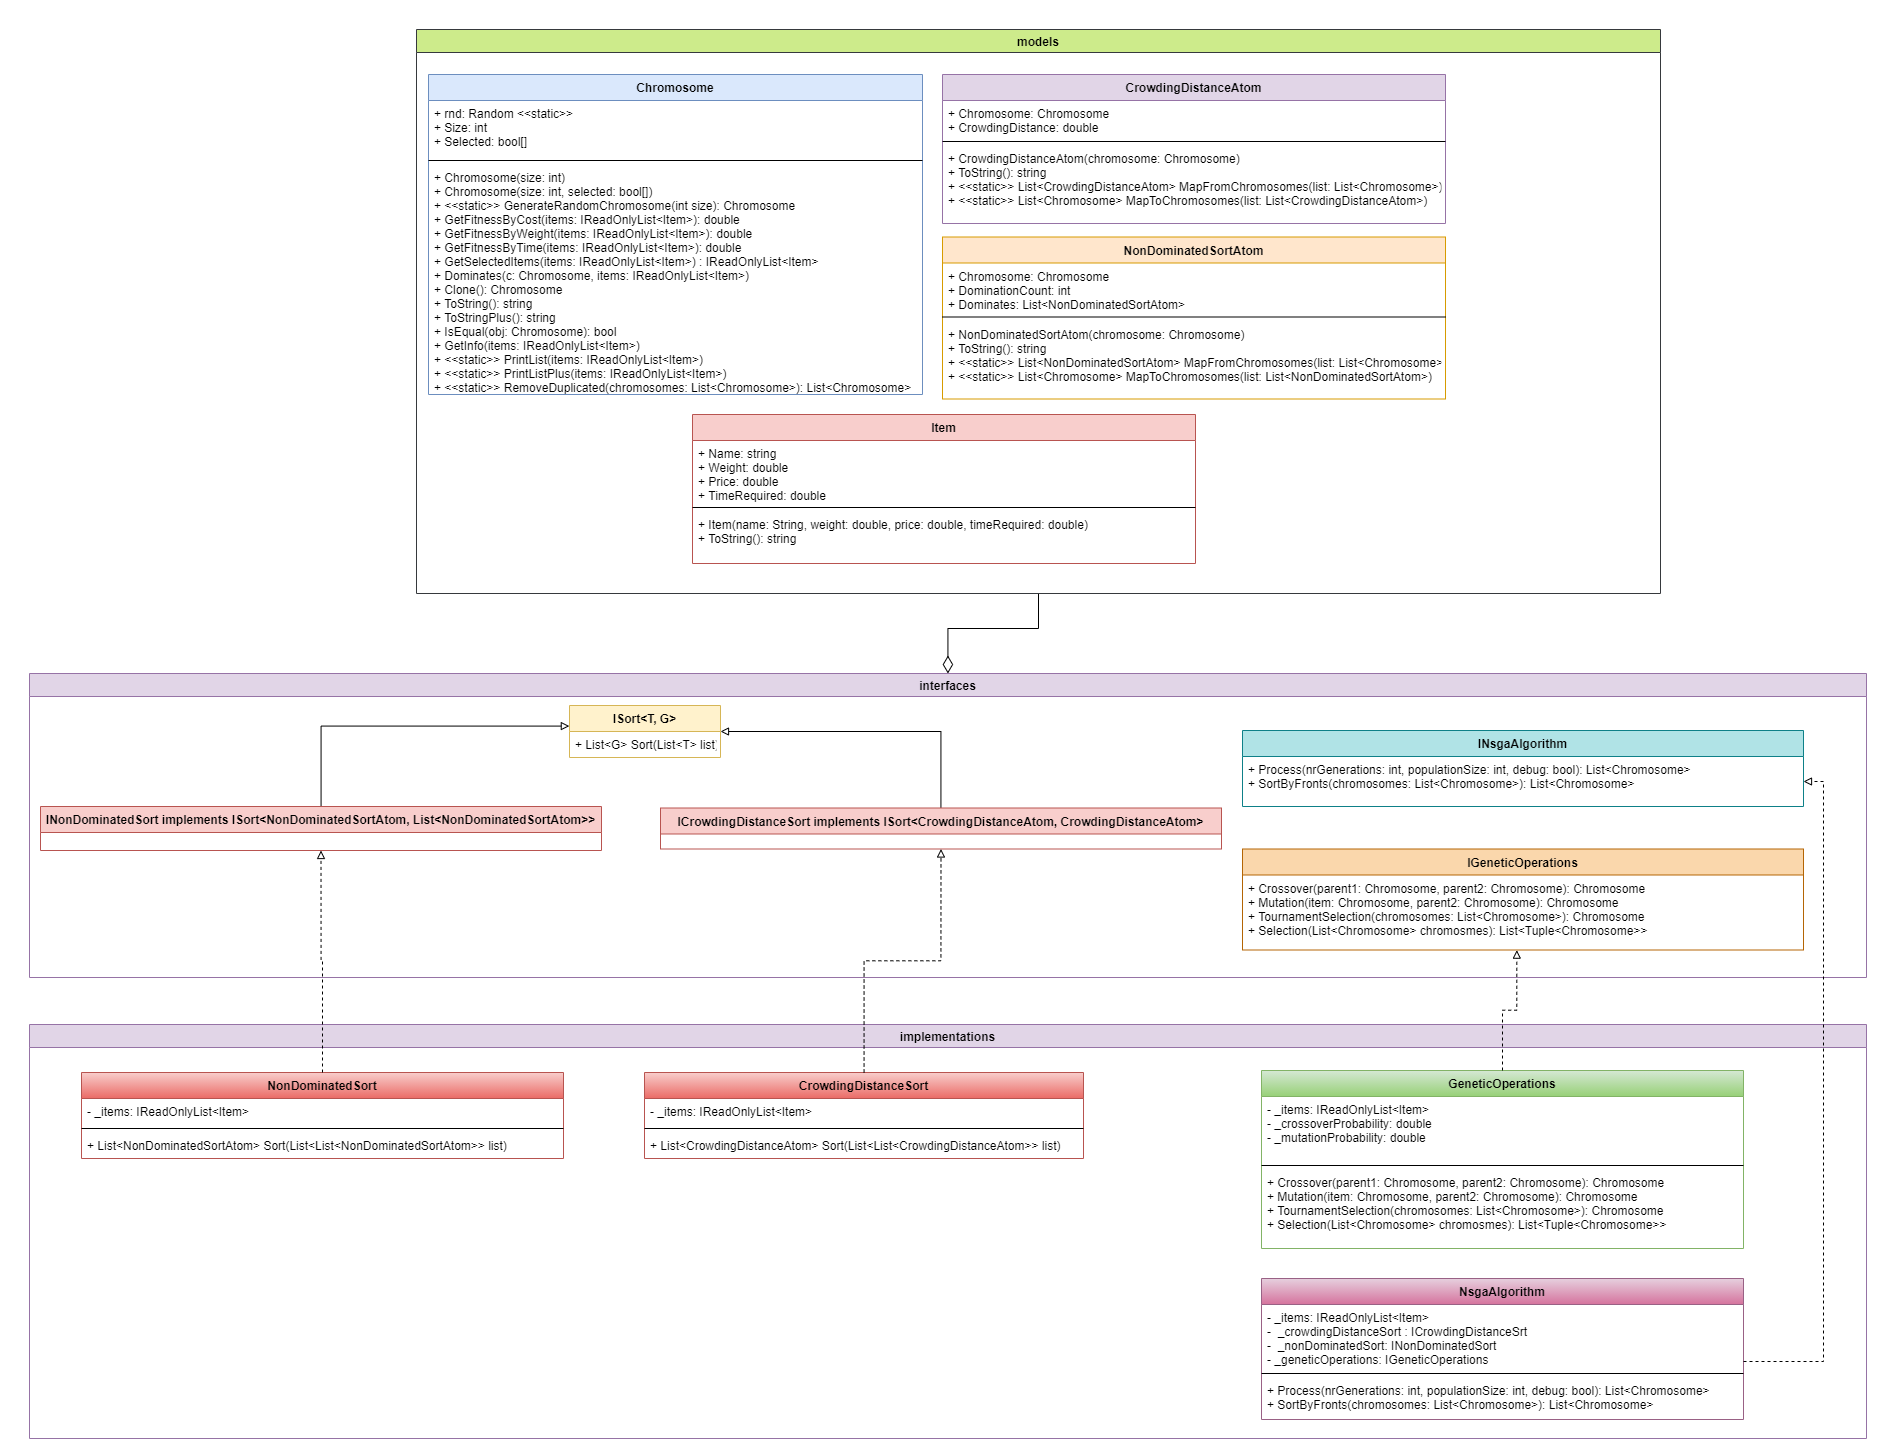 models
Chromosome
+ rnd: Random <<static>>
+ Size: int
+ Selected: bool[]
+ Chromosome(size: int)
+ Chromosome(size: int, selected: bool[])
+ <<static>> GenerateRandomChromosome(int size): Chromosome
+ GetFitnessByCost(items: IReadOnlyList<Item>): double
+ GetFitnessByWeight(items: IReadOnlyList<Item>): double
+ GetFitnessByTime(items: IReadOnlyList<Item>): double
+ GetSelectedItems(items: IReadOnlyList<Item>) : IReadOnlyList<Item>
+ Dominates(c: Chromosome, items: IReadOnlyList<Item>)
+ Clone(): Chromosome
+ ToString(): string
+ ToStringPlus(): string
+ IsEqual(obj: Chromosome): bool
+ GetInfo(items: IReadOnlyList<Item>)
+ <<static>> PrintList(items: IReadOnlyList<Item>)
+ <<static>> PrintListPlus(items: IReadOnlyList<Item>)
+ <<static>> RemoveDuplicated(chromosomes: List<Chromosome>): List<Chromosome>
CrowdingDistanceAtom
+ Chromosome: Chromosome
+ CrowdingDistance: double
+ CrowdingDistanceAtom(chromosome: Chromosome)
+ ToString(): string
+ <<static>> List<CrowdingDistanceAtom> MapFromChromosomes(list: List<Chromosome>)
+ <<static>> List<Chromosome> MapToChromosomes(list: List<CrowdingDistanceAtom>)
NonDominatedSortAtom
+ Chromosome: Chromosome
+ DominationCount: int
+ Dominates: List<NonDominatedSortAtom>
+ NonDominatedSortAtom(chromosome: Chromosome)
+ ToString(): string
+ <<static>> List<NonDominatedSortAtom> MapFromChromosomes(list: List<Chromosome>
+ <<static>> List<Chromosome> MapToChromosomes(list: List<NonDominatedSortAtom>)
Item
+ Name: string
+ Weight: double
+ Price: double
+ TimeRequired: double
+ Item(name: String, weight: double, price: double, timeRequired: double)
+ ToString(): string
interfaces
ISort<T, G>
+ List<G> Sort(List<T> list)
INonDominatedSort implements ISort<NonDominatedSortAtom, List<NonDominatedSortAtom>>
ICrowdingDistanceSort implements ISort<CrowdingDistanceAtom, CrowdingDistanceAtom>
INsgaAlgorithm
+ Process(nrGenerations: int, populationSize: int, debug: bool): List<Chromosome>
+ SortByFronts(chromosomes: List<Chromosome>): List<Chromosome>
IGeneticOperations
+ Crossover(parent1: Chromosome, parent2: Chromosome): Chromosome
+ Mutation(item: Chromosome, parent2: Chromosome): Chromosome
+ TournamentSelection(chromosomes: List<Chromosome>): Chromosome
+ Selection(List<Chromosome> chromosmes): List<Tuple<Chromosome>>
implementations
NonDominatedSort
- _items: IReadOnlyList<Item>
+ List<NonDominatedSortAtom> Sort(List<List<NonDominatedSortAtom>> list)
CrowdingDistanceSort
- _items: IReadOnlyList<Item>
+ List<CrowdingDistanceAtom> Sort(List<List<CrowdingDistanceAtom>> list)
GeneticOperations
- _items: IReadOnlyList<Item>
- _crossoverProbability: double
- _mutationProbability: double
+ Crossover(parent1: Chromosome, parent2: Chromosome): Chromosome
+ Mutation(item: Chromosome, parent2: Chromosome): Chromosome
+ TournamentSelection(chromosomes: List<Chromosome>): Chromosome
+ Selection(List<Chromosome> chromosmes): List<Tuple<Chromosome>>
NsgaAlgorithm
- _items: IReadOnlyList<Item>
- _crowdingDistanceSort : ICrowdingDistanceSrt
- _nonDominatedSort: INonDominatedSort
- _geneticOperations: IGeneticOperations
+ Process(nrGenerations: int, populationSize: int, debug: bool): List<Chromosome>
+ SortByFronts(chromosomes: List<Chromosome>): List<Chromosome>